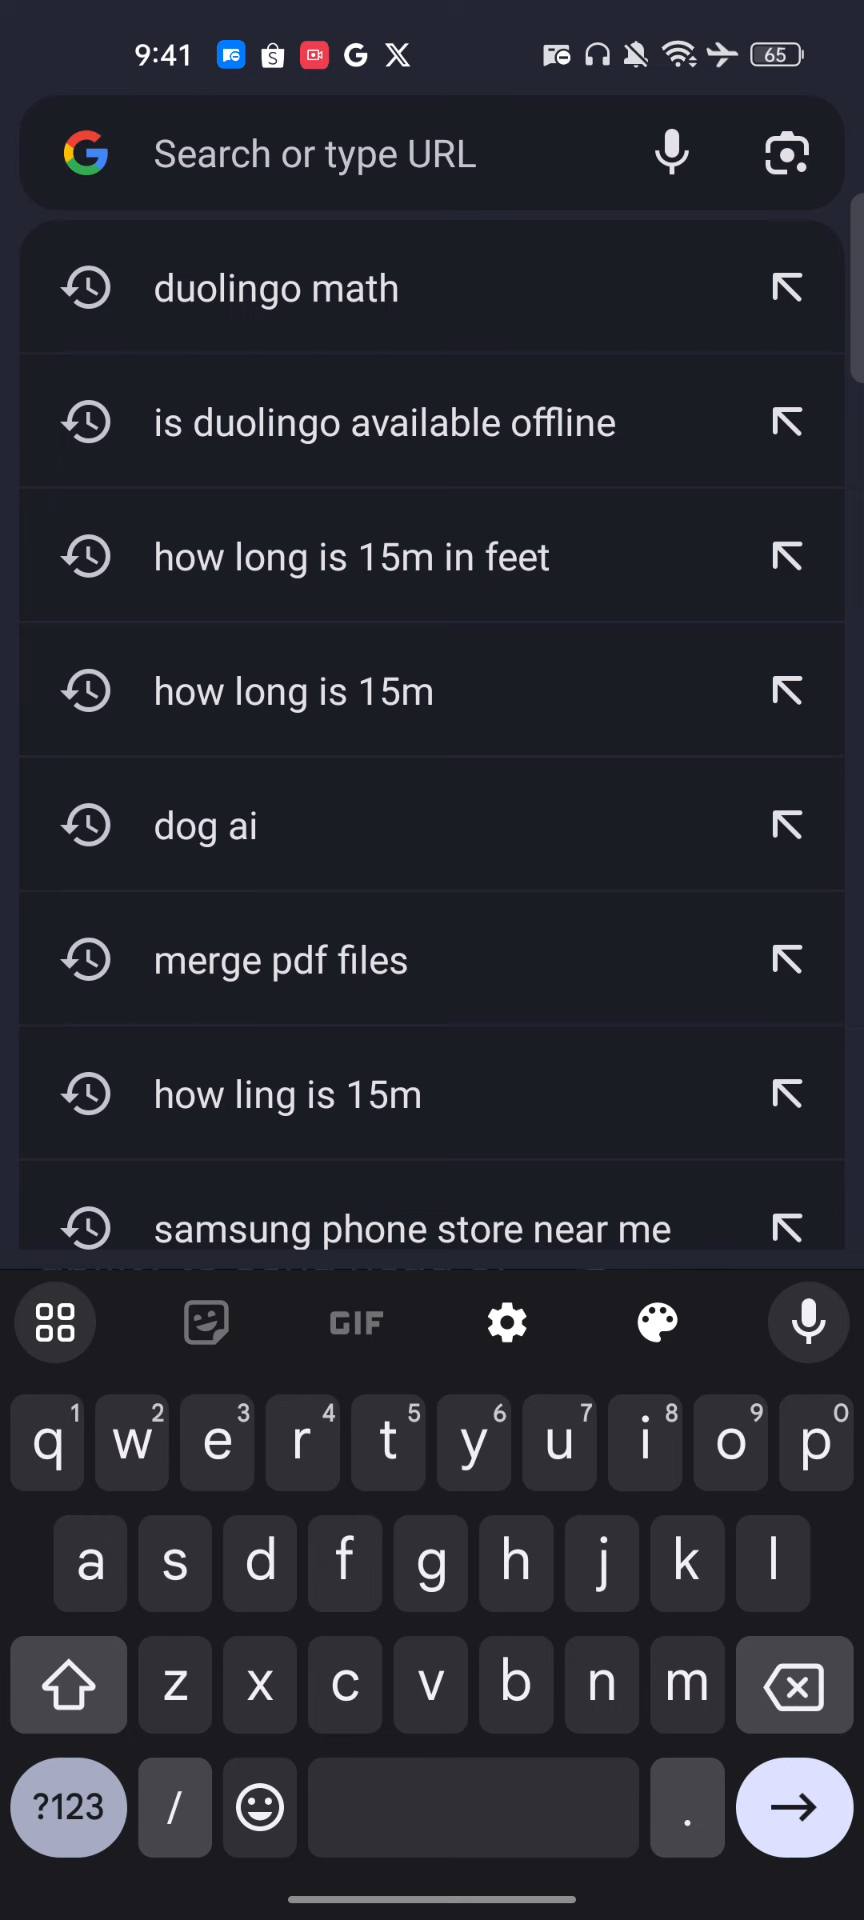 9:41 65
Search or type URL
duolingo math
is duolingo available offline
how long is 15m in feet
how long is 15m
dog ai
merge pdf files
how ling is 15m
samsung phone store near me
GIF
q1 w2 e3 r4 t5 y6 u7 i8 o9 p0
a s d f g h j k l
z x c v b n m
?123 / .